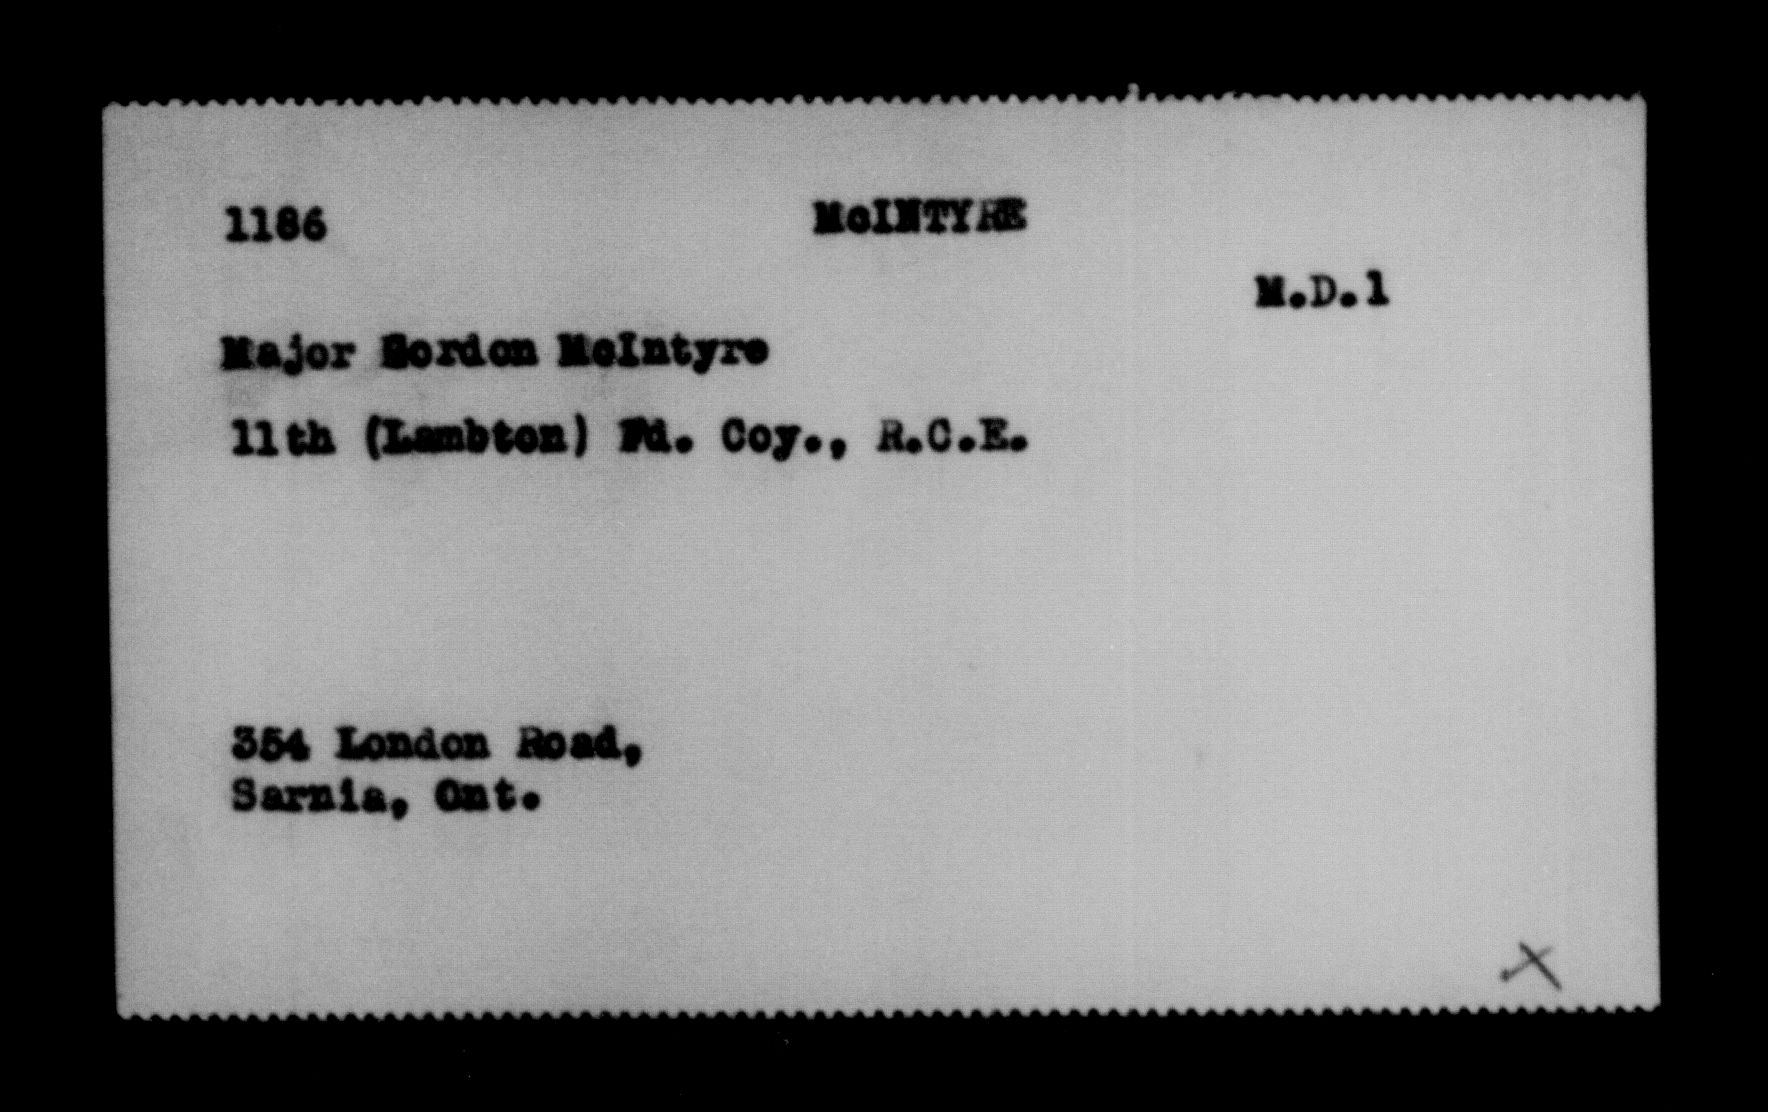 1186 McINTYRE
M.D.1
Major Gordon McIntyre
11th (Lambton) Fd. Coy., R.C.E.
354 London Road,
Sarnia, Ont.
X